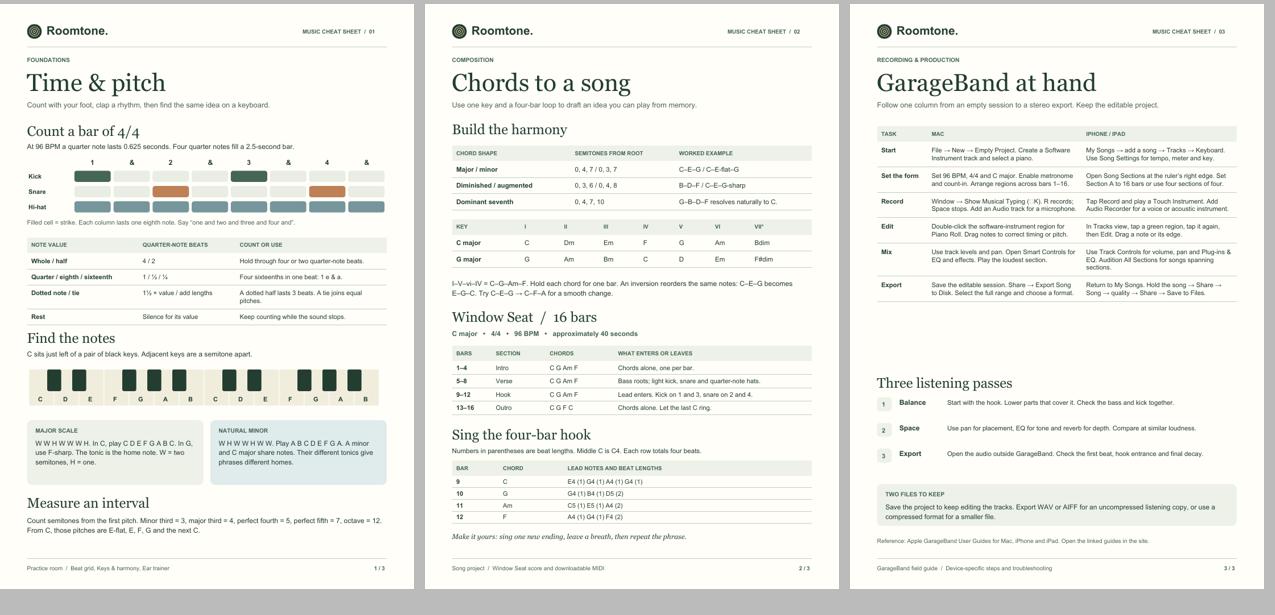 Roomtone.
MUSIC CHEAT SHEET / 01
FOUNDATIONS
Time & pitch
Count with your foot, clap a rhythm, then find the same idea on a keyboard.
Count a bar of 4/4
At 96 BPM a quarter note lasts 0.625 seconds. Four quarter notes fill a 2.5-second bar.
1 & 2 & 3 & 4 &
Kick
Snare
Hi-hat
Filled cell = strike. Each column lasts one eighth note. Say "one and two and three and four and".
NOTE VALUE QUARTER-NOTE BEATS COUNT OR USE
Whole / half 4 / 2 Hold through four or two quarter-note beats.
Quarter / eighth / sixteenth 1 / ½ / ¼ Four sixteenths in one beat: 1 e & a.
Dotted note / tie 1½ × value / add lengths A dotted half lasts 3 beats. A tie joins equal
pitches.
Rest Silence for its value Keep counting while the sound stops.
Find the notes
C sits just left of a pair of black keys. Adjacent keys are a semitone apart.
C D E F G A B C D E F G A B
MAJOR SCALE
W W H W W W H. In C, play C D E F G A B C. In G,
use F-sharp. The tonic is the home note. W = two
semitones, H = one.
NATURAL MINOR
W H W W H W W. Play A B C D E F G A. A minor
and C major share notes. Their different tonics give
phrases different homes.
Measure an interval
Count semitones from the first pitch. Minor third = 3, major third = 4, perfect fourth = 5, perfect fifth = 7, octave = 12.
From C, those pitches are E-flat, E, F, G and the next C.
Practice room / Beat grid, Keys & harmony, Ear trainer
1 / 3
Roomtone.
MUSIC CHEAT SHEET / 02
COMPOSITION
Chords to a song
Use one key and a four-bar loop to draft an idea you can play from memory.
Build the harmony
CHORD SHAPE SEMITONES FROM ROOT WORKED EXAMPLE
Major / minor 0, 4, 7 / 0, 3, 7 C–E–G / C–E-flat–G
Diminished / augmented 0, 3, 6 / 0, 4, 8 B–D–F / C–E–G-sharp
Dominant seventh 0, 4, 7, 10 G–B–D–F resolves naturally to C.
KEY I II III IV V VI VII°
C major C Dm Em F G Am Bdim
G major G Am Bm C D Em F#dim
I–V–vi–IV = C–G–Am–F. Hold each chord for one bar. An inversion reorders the same notes: C–E–G becomes
E–G–C. Try C–E–G → C–F–A for a smooth change.
Window Seat / 16 bars
C major • 4/4 • 96 BPM • approximately 40 seconds
BARS SECTION CHORDS WHAT ENTERS OR LEAVES
1–4 Intro C G Am F Chords alone, one per bar.
5–8 Verse C G Am F Bass roots; light kick, snare and quarter-note hats.
9–12 Hook C G Am F Lead enters. Kick on 1 and 3, snare on 2 and 4.
13–16 Outro C G F C Chords alone. Let the last C ring.
Sing the four-bar hook
Numbers in parentheses are beat lengths. Middle C is C4. Each row totals four beats.
BAR CHORD LEAD NOTES AND BEAT LENGTHS
9 C E4 (1) G4 (1) A4 (1) G4 (1)
10 G G4 (1) B4 (1) D5 (2)
11 Am C5 (1) E5 (1) A4 (2)
12 F A4 (1) G4 (1) F4 (2)
Make it yours: sing one new ending, leave a breath, then repeat the phrase.
Song project / Window Seat score and downloadable MIDI
2 / 3
Roomtone.
MUSIC CHEAT SHEET / 03
RECORDING & PRODUCTION
GarageBand at hand
Follow one column from an empty session to a stereo export. Keep the editable project.
TASK MAC IPHONE / IPAD
Start File → New → Empty Project. Create a Software My Songs → add a song → Tracks → Keyboard.
Instrument track and select a piano. Use Song Settings for tempo, meter and key.
Set the form Set 96 BPM, 4/4 and C major. Enable metronome Open Song Sections at the ruler's right edge. Set
and count-in. Arrange regions across bars 1–16. Section A to 16 bars or use four sections of four.
Record Window → Show Musical Typing (K). R records; Tap Record and play a Touch Instrument. Add
Space stops. Add an Audio track for a microphone. Audio Recorder for a voice or acoustic instrument.
Edit Double-click the software-instrument region for In Tracks view, tap a green region, tap it again,
Piano Roll. Drag notes to correct timing or pitch. then Edit. Drag a note or its edge.
Mix Use track levels and pan. Open Smart Controls for Use Track Controls for volume, pan and Plug-ins &
EQ and effects. Play the loudest section. EQ. Audition All Sections for songs spanning
sections.
Export Save the editable session. Share → Export Song Return to My Songs. Hold the song → Share →
to Disk. Select the full range and choose a format. Song → quality → Share → Save to Files.
Three listening passes
1 Balance Start with the hook. Lower parts that cover it. Check the bass and kick together.
2 Space Use pan for placement, EQ for tone and reverb for depth. Compare at similar loudness.
3 Export Open the audio outside GarageBand. Check the first beat, hook entrance and final decay.
TWO FILES TO KEEP
Save the project to keep editing the tracks. Export WAV or AIFF for an uncompressed listening copy, or use a
compressed format for a smaller file.
Reference: Apple GarageBand User Guides for Mac, iPhone and iPad. Open the linked guides in the site.
GarageBand field guide / Device-specific steps and troubleshooting
3 / 3